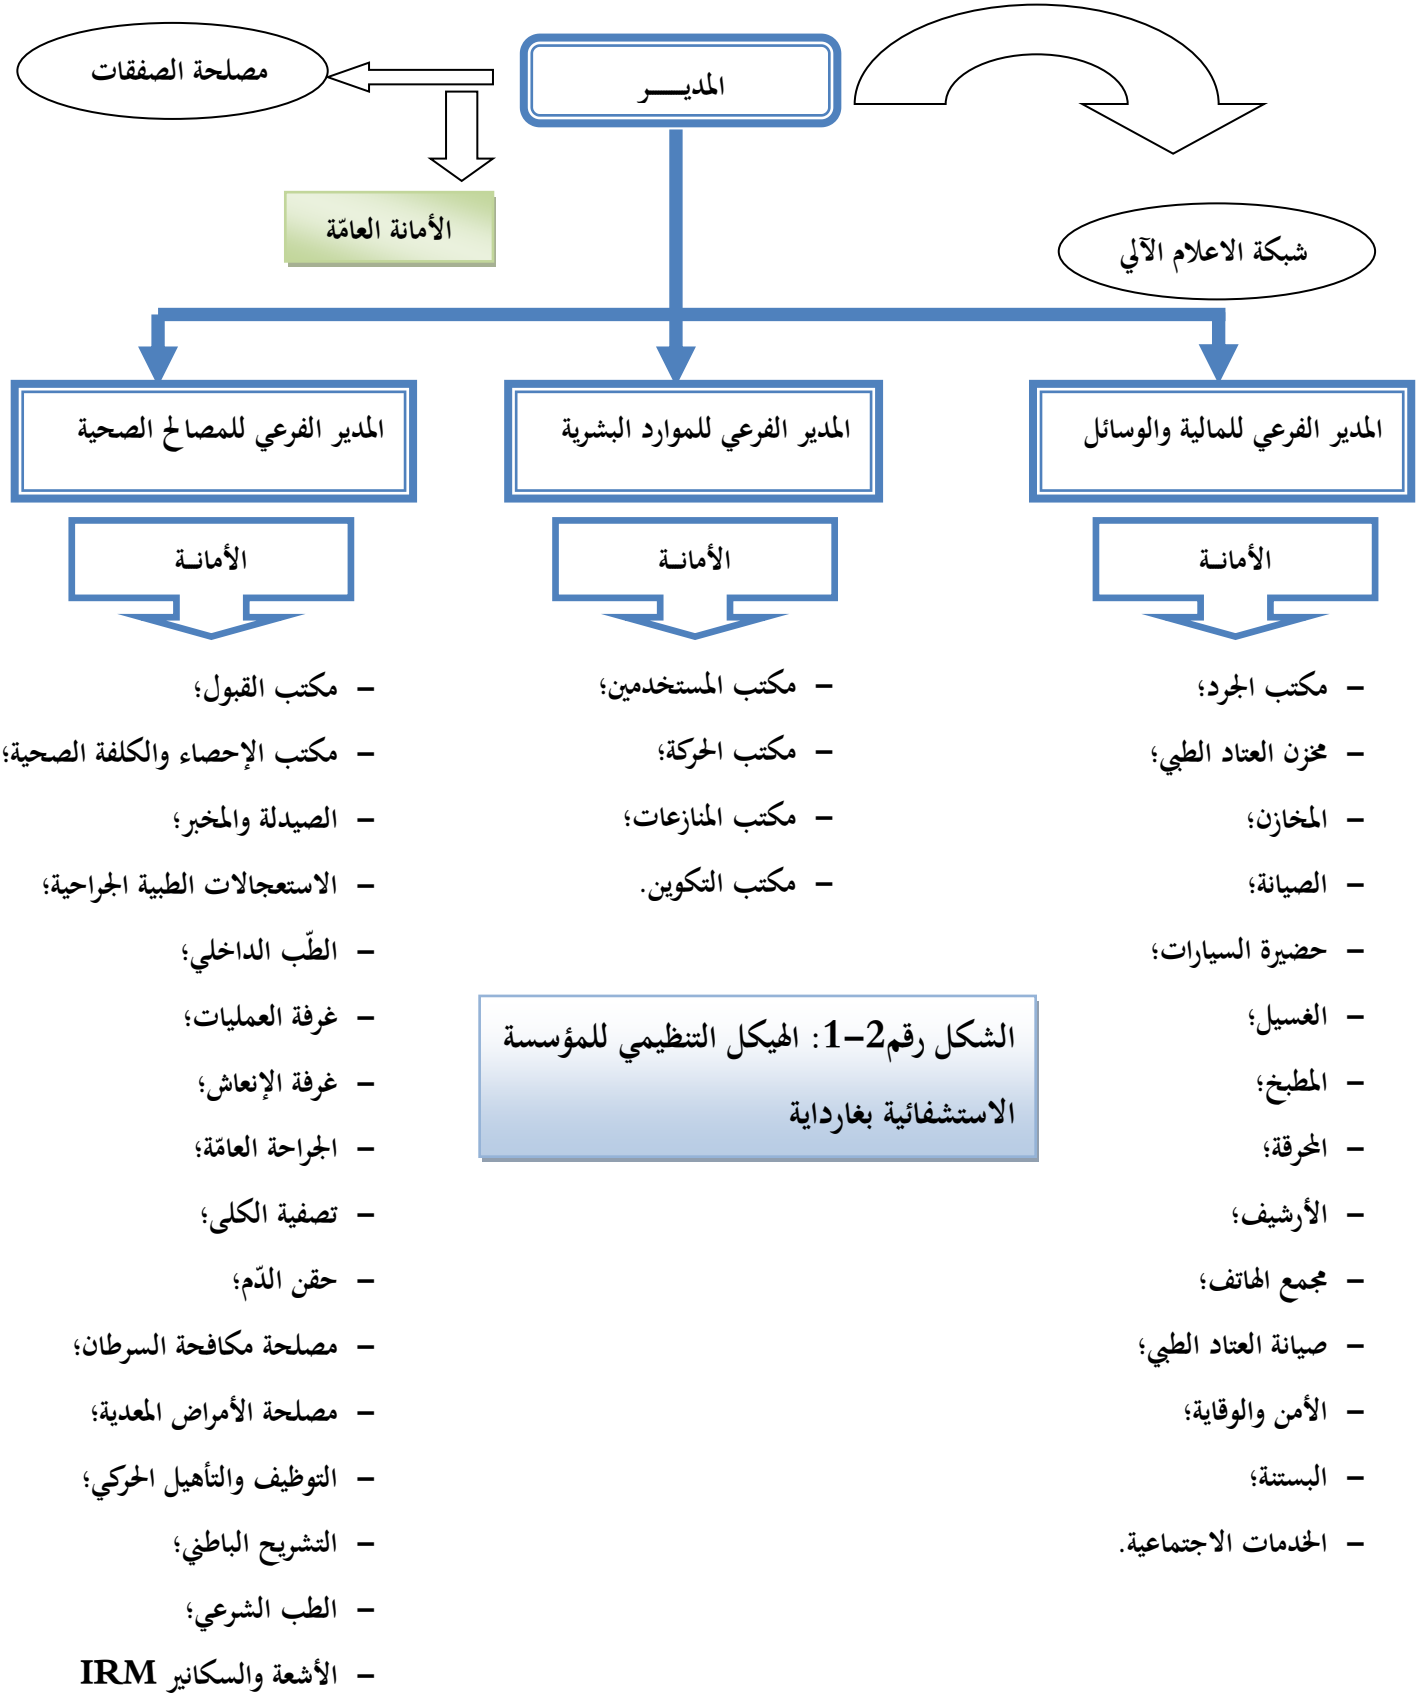 المديــــــر
مصلحة الصفقات
الأمانة العامّة
شبكة الاعلام الآلي
المدير الفرعي للمالية والوسائل
المدير الفرعي للموارد البشرية
المدير الفرعي للمصالح الصحية
الأمانــة
الأمانــة
الأمانــة
– مكتب الجرد؛
– مخزن العتاد الطبي؛
– المخازن؛
– الصيانة؛
– حضيرة السيارات؛
– الغسيل؛
– المطبخ؛
– المحرقة؛
– الأرشيف؛
– مجمع الهاتف؛
– صيانة العتاد الطبي؛
– الأمن والوقاية؛
– البستنة؛
– الخدمات الاجتماعية.
– مكتب المستخدمين؛
– مكتب الحركة؛
– مكتب المنازعات؛
– مكتب التكوين.
– مكتب القبول؛
– مكتب الإحصاء والكلفة الصحية؛
– الصيدلة والمخبر؛
– الاستعجالات الطبية الجراحية؛
– الطّب الداخلي؛
– غرفة العمليات؛
– غرفة الإنعاش؛
– الجراحة العامّة؛
– تصفية الكلى؛
– حقن الدّم؛
– مصلحة مكافحة السرطان؛
– مصلحة الأمراض المعدية؛
– التوظيف والتأهيل الحركي؛
– التشريح الباطني؛
– الطب الشرعي؛
– الأشعة والسكانير IRM
الشكل رقم2–1: الهيكل التنظيمي للمؤسسة
الاستشفائية بغارداية